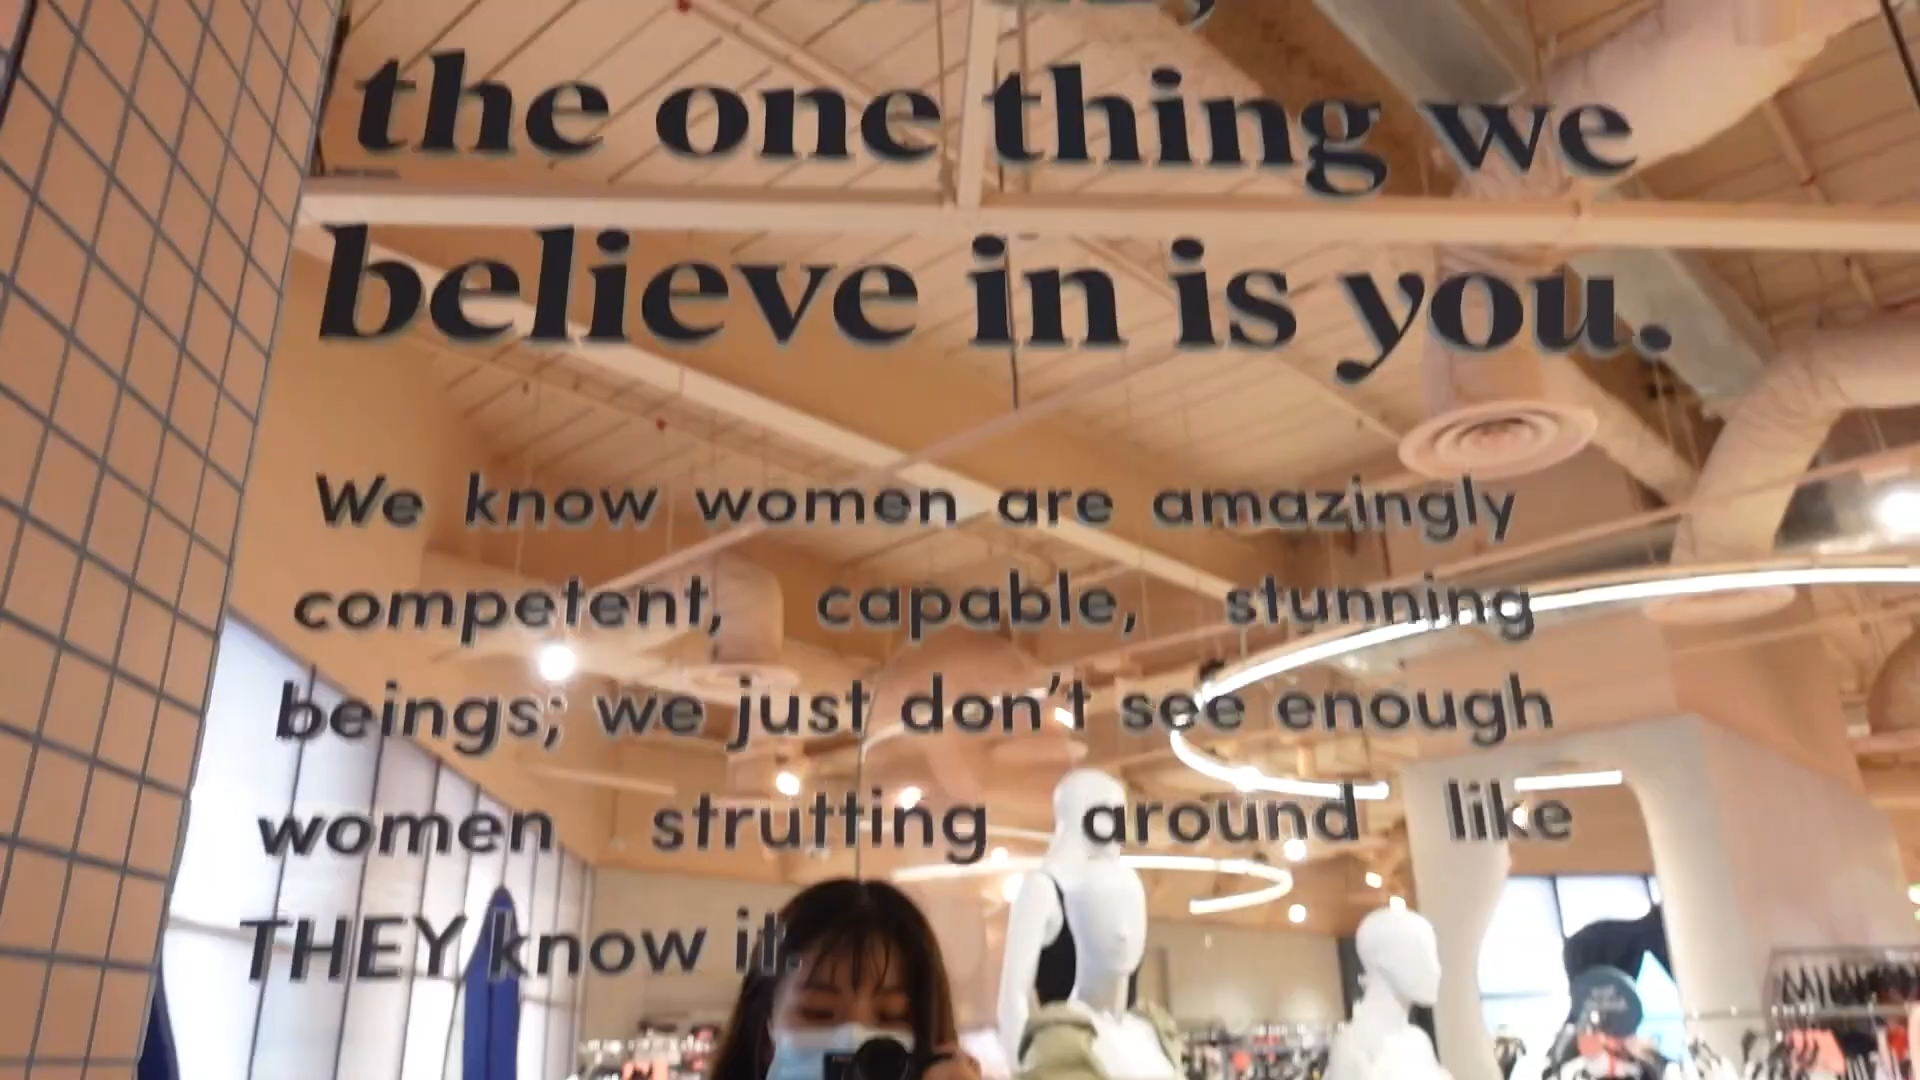 the one thing we
believe in is you.
We know women are amazingly
competent, capable, stunning
beings; we just don't see enough
women strutting around like
THEY know it.